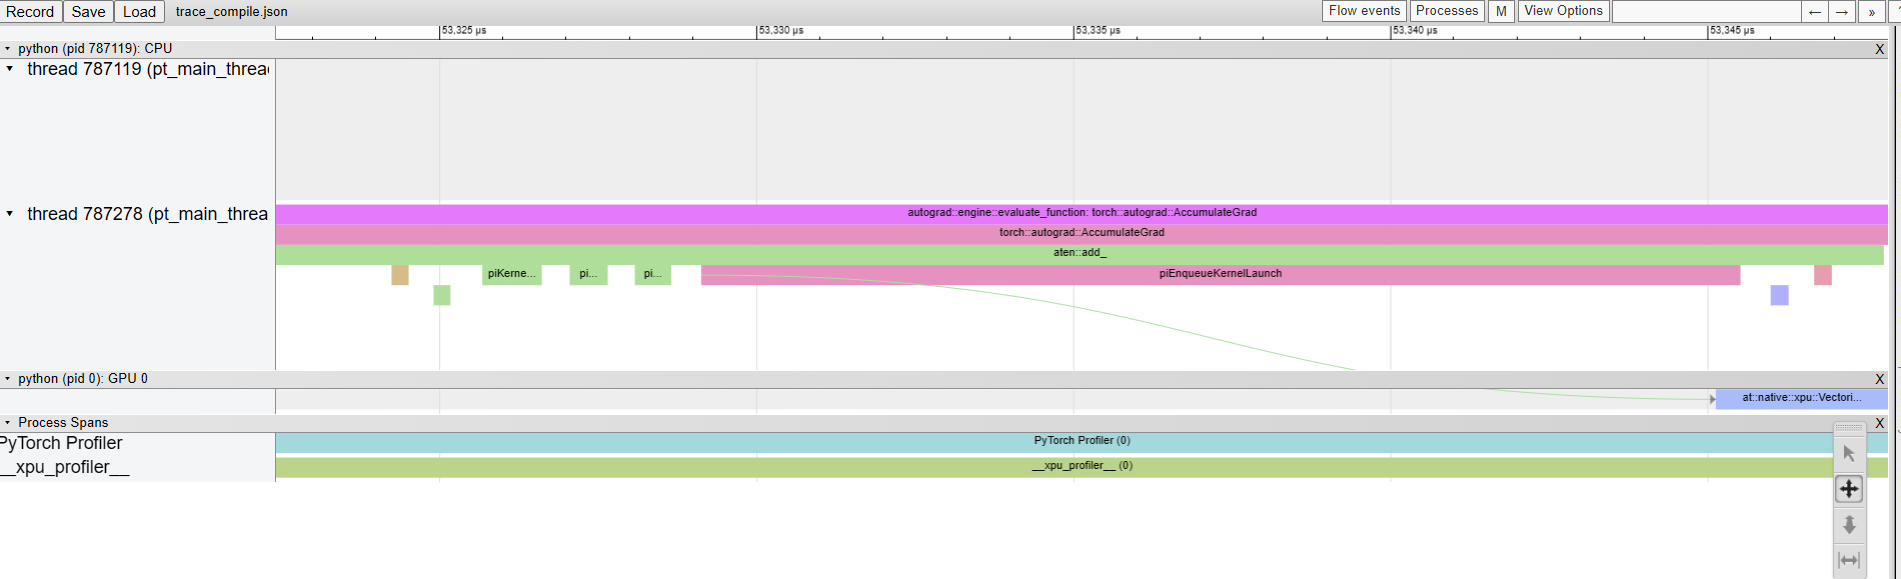 Record Save Load trace_compile.json Flow events Processes M View Options ← → »
53,325 µs 53,330 µs 53,335 µs 53,340 µs 53,345 µs
python (pid 787119): CPU X
thread 787119 (pt_main_threa
thread 787278 (pt_main_threa
autograd::engine::evaluate_function: torch::autograd::AccumulateGrad
torch::autograd::AccumulateGrad
aten::add_
piKerne... pi... pi... piEnqueueKernelLaunch
python (pid 0): GPU 0 X
at::native::xpu::Vectori...
Process Spans X
PyTorch Profiler PyTorch Profiler (0)
__xpu_profiler__ __xpu_profiler__ (0)